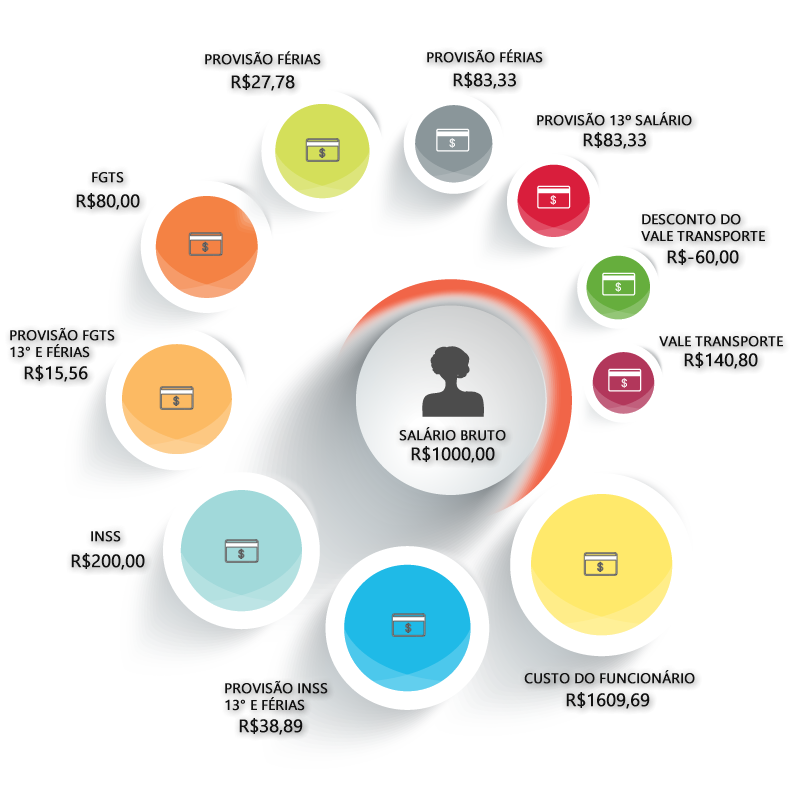 PROVISÃO FÉRIAS
R$27,78
PROVISÃO FÉRIAS
R$83,33
PROVISÃO 13º SALÁRIO
R$83,33
FGTS
R$80,00
DESCONTO DO
VALE TRANSPORTE
R$-60,00
PROVISÃO FGTS
13° E FÉRIAS
R$15,56
VALE TRANSPORTE
R$140,80
SALÁRIO BRUTO
R$1000,00
INSS
R$200,00
PROVISÃO INSS
13° E FÉRIAS
R$38,89
CUSTO DO FUNCIONÁRIO
R$1609,69